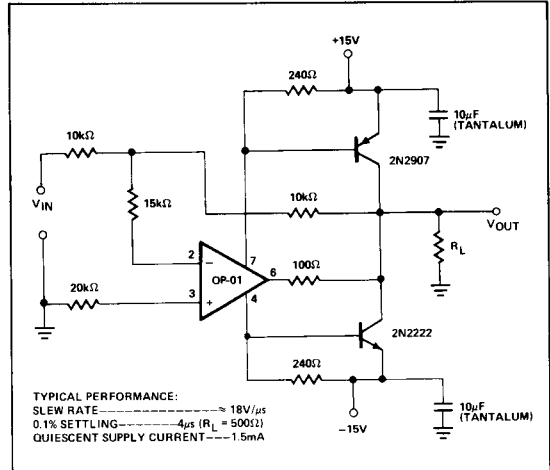 +15V
240Ω
10μF
(TANTALUM)
2N2907
10kΩ
VIN
15kΩ
10kΩ
VOUT
RL
2
7
OP-01
6
100Ω
3
4
20kΩ
2N2222
240Ω
-15V
10μF
(TANTALUM)
TYPICAL PERFORMANCE:
SLEW RATE--------------≈ 18V/μs
0.1% SETTLING------4μs (RL = 500Ω)
QUIESCENT SUPPLY CURRENT---1.5mA